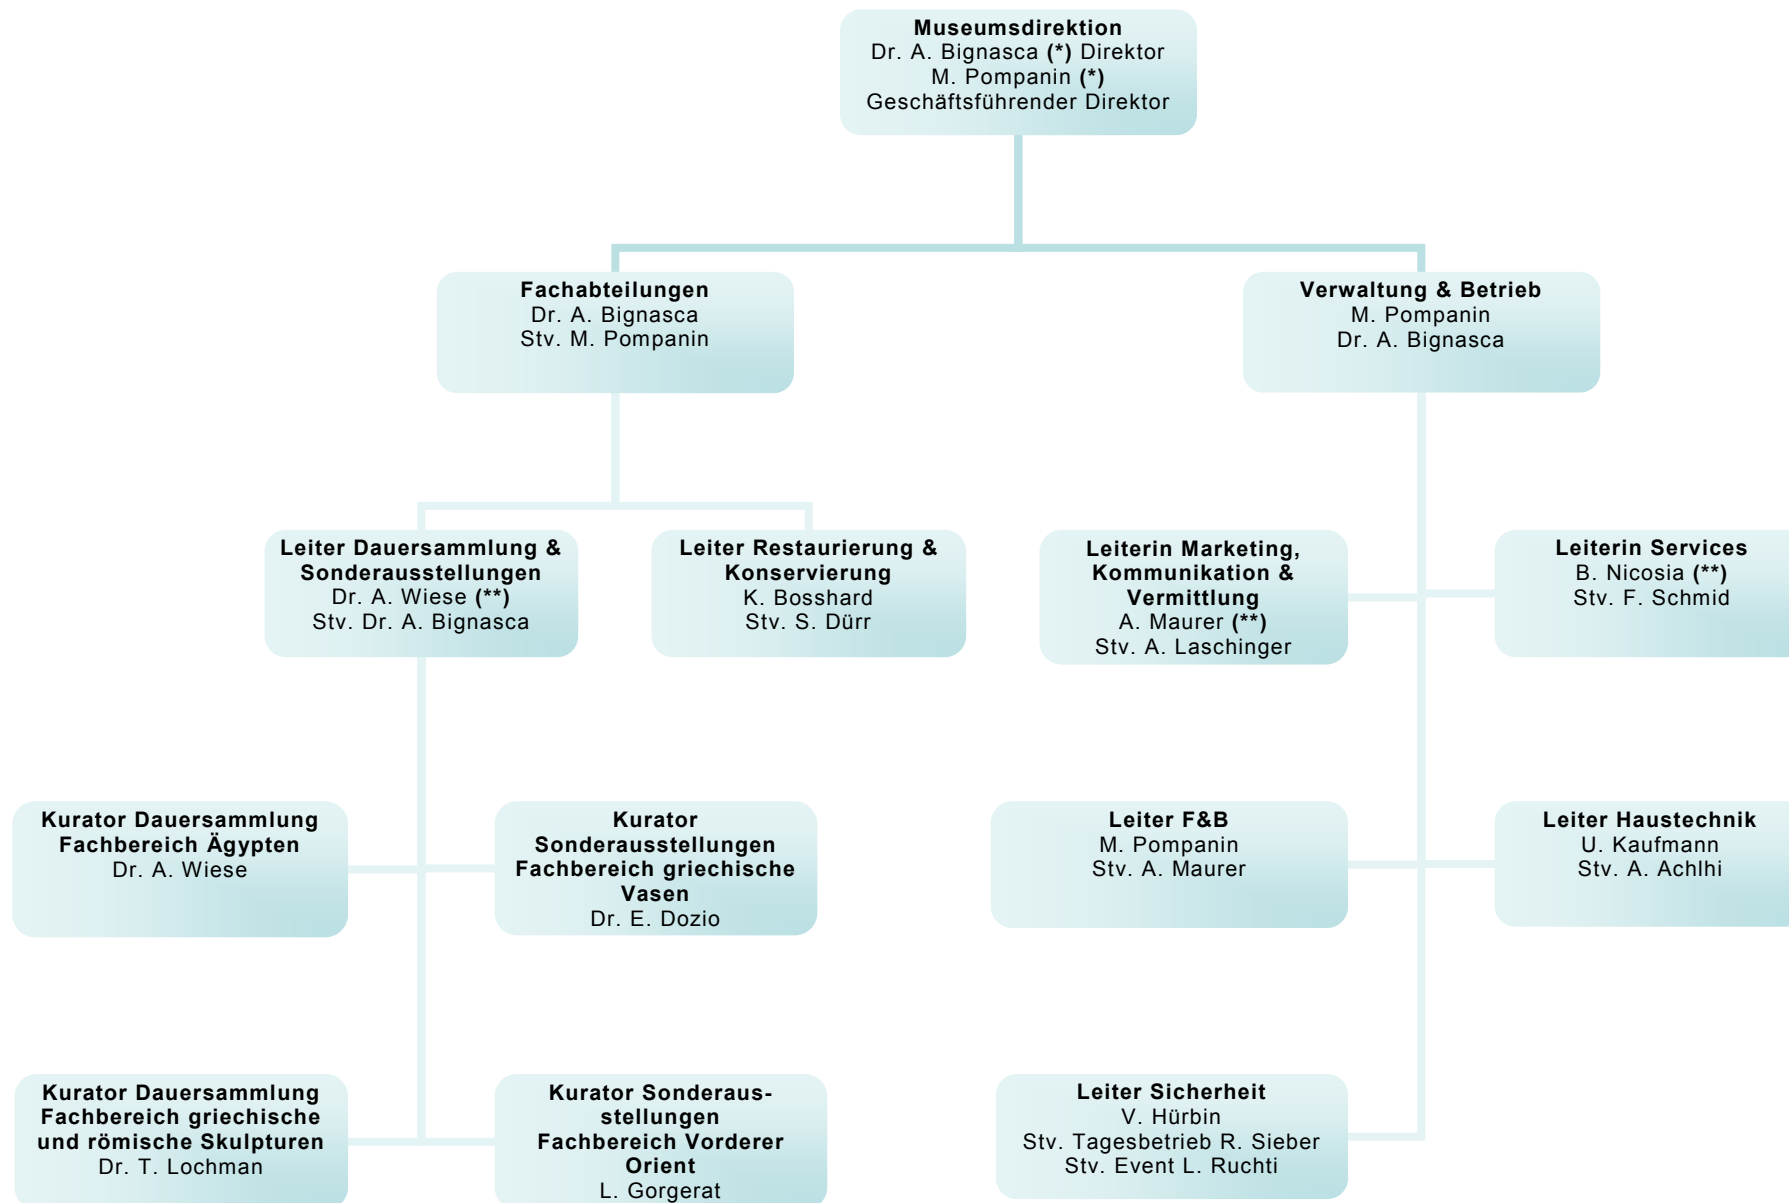 Museumsdirektion
Dr. A. Bignasca (*) Direktor
M. Pompanin (*)
Geschäftsführender Direktor
Fachabteilungen
Dr. A. Bignasca
Stv. M. Pompanin
Verwaltung & Betrieb
M. Pompanin
Dr. A. Bignasca
Leiter Dauersammlung &
Sonderausstellungen
Dr. A. Wiese (**)
Stv. Dr. A. Bignasca
Leiter Restaurierung &
Konservierung
K. Bosshard
Stv. S. Dürr
Leiterin Marketing,
Kommunikation &
Vermittlung
A. Maurer (**)
Stv. A. Laschinger
Leiterin Services
B. Nicosia (**)
Stv. F. Schmid
Kurator Dauersammlung
Fachbereich Ägypten
Dr. A. Wiese
Kurator
Sonderausstellungen
Fachbereich griechische
Vasen
Dr. E. Dozio
Leiter F&B
M. Pompanin
Stv. A. Maurer
Leiter Haustechnik
U. Kaufmann
Stv. A. Achlhi
Kurator Dauersammlung
Fachbereich griechische
und römische Skulpturen
Dr. T. Lochman
Kurator Sonderaus-
stellungen
Fachbereich Vorderer
Orient
L. Gorgerat
Leiter Sicherheit
V. Hürbin
Stv. Tagesbetrieb R. Sieber
Stv. Event L. Ruchti